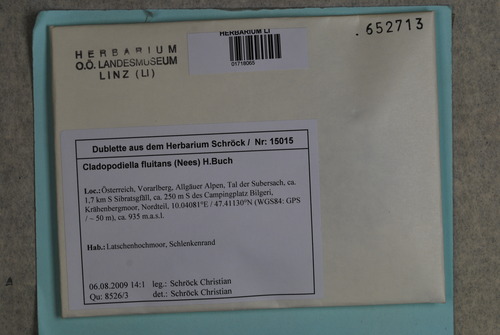 HERBARIUM
O.Ö. LANDESMUSEUM
LINZ (LI)
HERBARIUM LI
01718065
.652713
Dublette aus dem Herbarium Schröck / Nr: 15015
Cladopodiella fluitans (Nees) H.Buch
Loc.:Österreich, Vorarlberg, Allgäuer Alpen, Tal der Subersach, ca.
1,7 km S Sibratsgfäll, ca. 250 m S des Campingplatz Bilgeri,
Krähenbergmoor, Nordteil, 10.04081°E / 47.41130°N (WGS84: GPS
/ ~ 50 m), ca. 935 m.a.s.l.
Hab.:Latschenhochmoor, Schlenkenrand
06.08.2009 14:1 leg.: Schröck Christian
Qu: 8526/3 det.: Schröck Christian